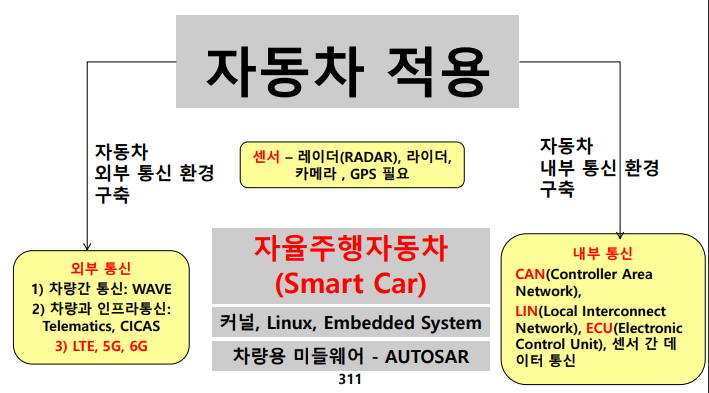 자동차 적용
자동차
외부 통신 환경
구축
센서 – 레이더(RADAR), 라이더,
카메라 , GPS 필요
자동차
내부 통신 환경
구축
외부 통신
1) 차량간 통신: WAVE
2) 차량과 인프라통신:
Telematics, CICAS
3) LTE, 5G, 6G
자율주행자동차
(Smart Car)
커널, Linux, Embedded System
차량용 미들웨어 - AUTOSAR
내부 통신
CAN(Controller Area
Network),
LIN(Local Interconnect
Network), ECU(Electronic
Control Unit), 센서 간 데
이터 통신
311